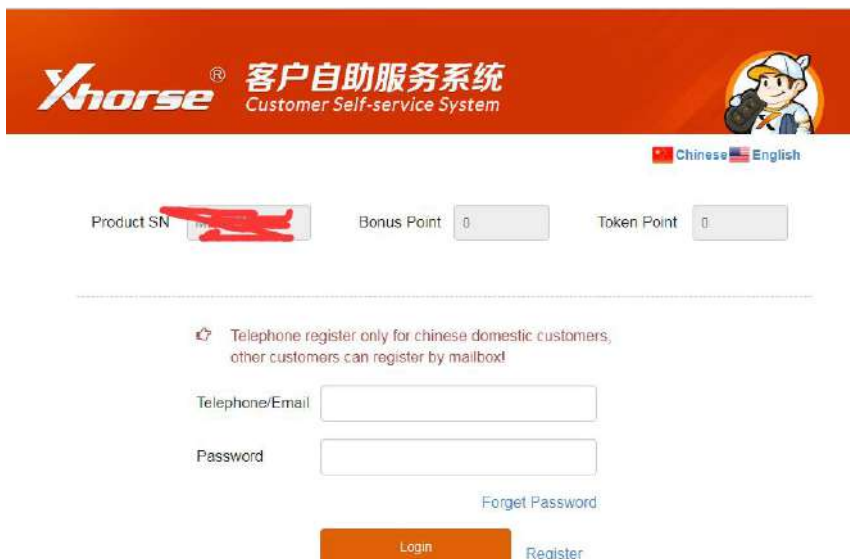 Xhorse® 客户自助服务系统
Customer Self-service System
Chinese English
Product SN Bonus Point 0 Token Point 0
Telephone register only for chinese domestic customers,
other customers can register by mailbox!
Telephone/Email
Password
Forget Password
Login Register